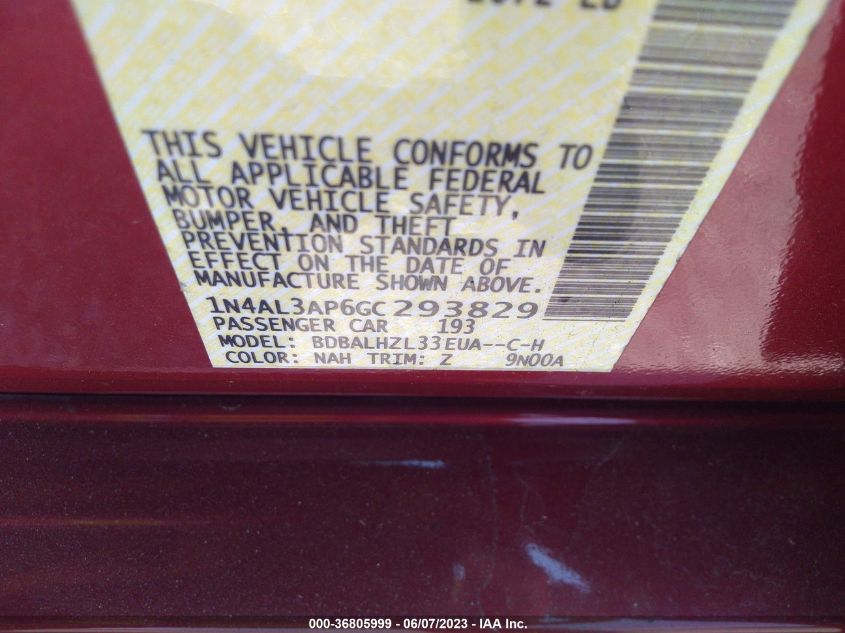 THIS VEHICLE CONFORMS TO
ALL APPLICABLE FEDERAL
MOTOR VEHICLE SAFETY,
BUMPER, AND THEFT
PREVENTION STANDARDS IN
EFFECT ON THE DATE OF
MANUFACTURE SHOWN ABOVE.
1N4AL3AP6GC293829
PASSENGER CAR 193
MODEL: BDBALHZL33EUA--C-H
COLOR: NAH TRIM: Z 9N00A
000-36805999 - 06/07/2023 - IAA Inc.